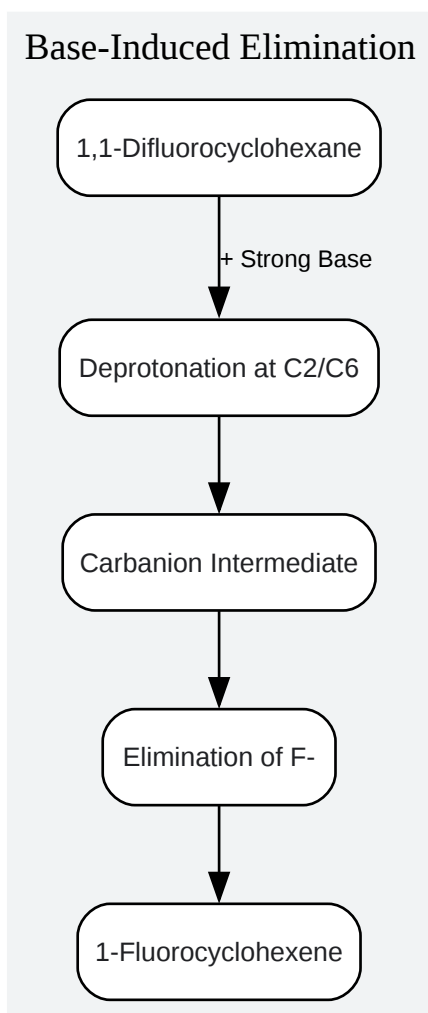 Base-Induced Elimination
1,1-Difluorocyclohexane
+ Strong Base
Deprotonation at C2/C6
Carbanion Intermediate
Elimination of F-
1-Fluorocyclohexene